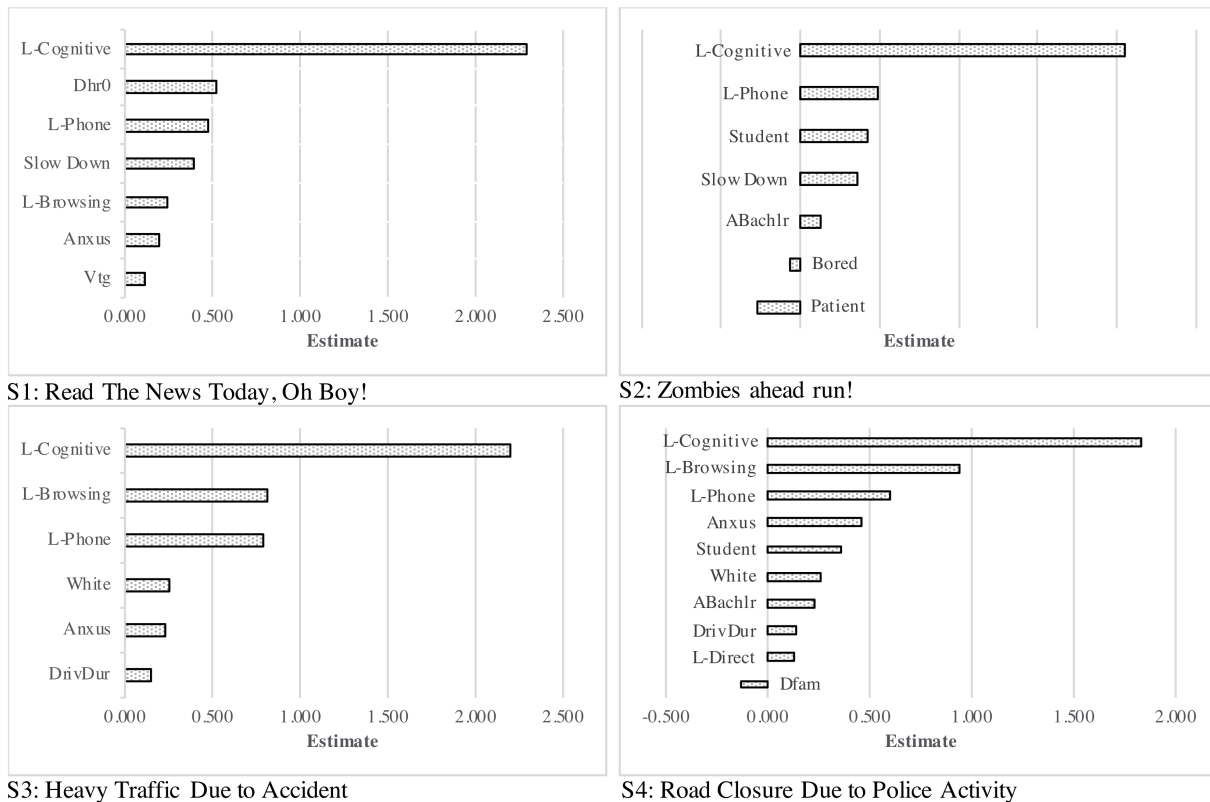 L-Cognitive
Dhr0
L-Phone
Slow Down
L-Browsing
Anxus
Vtg
0.000 0.500 1.000 1.500 2.000 2.500
Estimate
S1: Read The News Today, Oh Boy!
L-Cognitive
L-Phone
Student
Slow Down
ABachlr
Bored
Patient
Estimate
S2: Zombies ahead run!
L-Cognitive
L-Browsing
L-Phone
White
Anxus
DrivDur
0.000 0.500 1.000 1.500 2.000 2.500
Estimate
S3: Heavy Traffic Due to Accident
L-Cognitive
L-Browsing
L-Phone
Anxus
Student
White
ABachlr
DrivDur
L-Direct
Dfam
-0.500 0.000 0.500 1.000 1.500 2.000
Estimate
S4: Road Closure Due to Police Activity